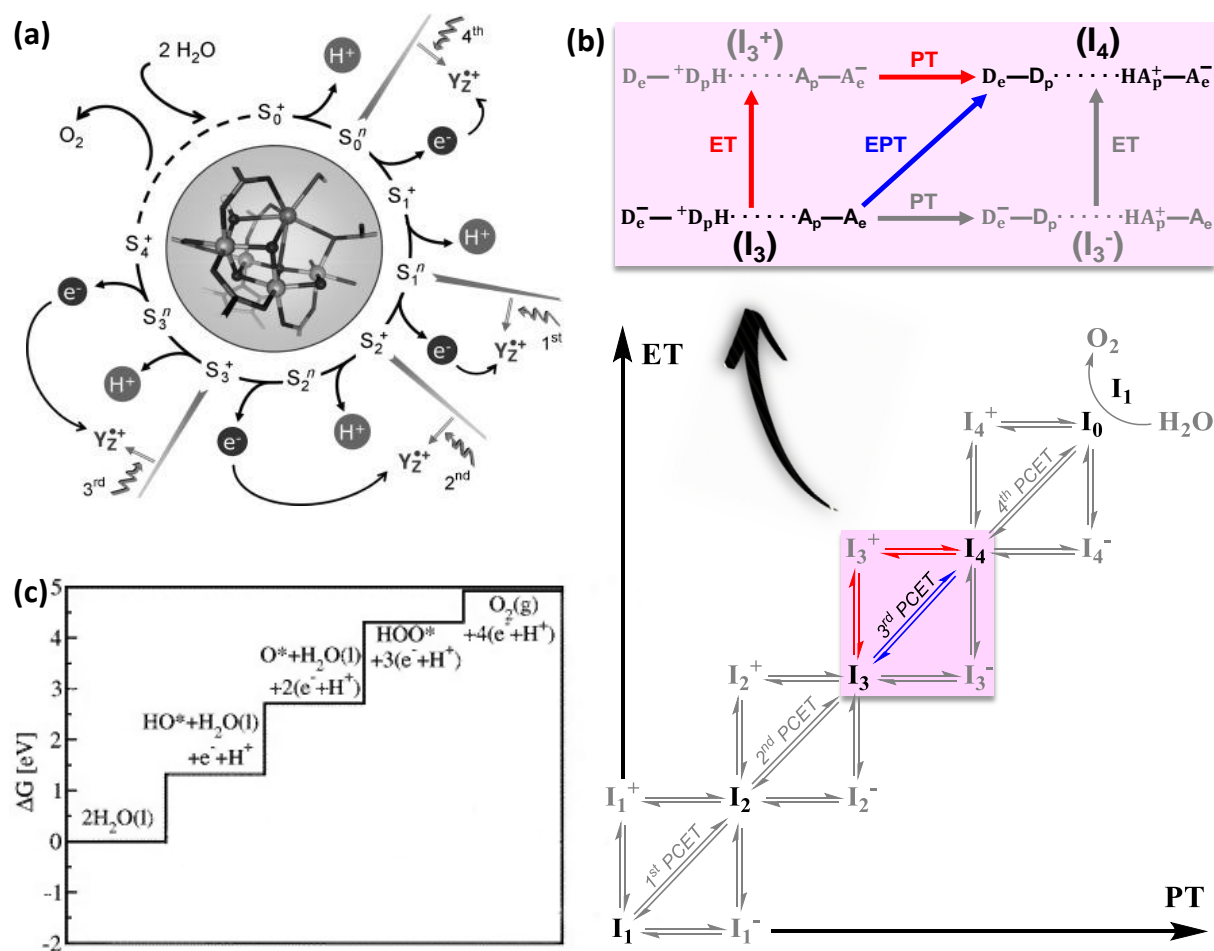 (a)
2 H₂O
O₂
H⁺
4ᵗʰ
Y_Z^•+
S₀⁺
S₀ⁿ
e⁻
S₁⁺
H⁺
S₁ⁿ
1ˢᵗ
Y_Z^•+
e⁻
S₂⁺
2ⁿᵈ
Y_Z^•+
H⁺
S₂ⁿ
e⁻
S₃⁺
H⁺
3ʳᵈ
Y_Z^•+
S₃ⁿ
e⁻
S₄⁺
(b)
(I₃⁺)
(I₄)
Dₑ—⁺DₚH······Aₚ—Aₑ⁻
PT
Dₑ—Dₚ······HAₚ⁺—Aₑ⁻
ET
EPT
ET
Dₑ⁻—⁺DₚH······Aₚ—Aₑ
PT
Dₑ⁻—Dₚ······HAₚ⁺—Aₑ
(I₃)
(I₃⁻)
ET
O₂
I₁
H₂O
I₄⁺
I₀
4ᵗʰ PCET
I₃⁺
I₄
I₄⁻
3ʳᵈ PCET
I₂⁺
I₃
I₃⁻
2ⁿᵈ PCET
I₁⁺
I₂
I₂⁻
1ˢᵗ PCET
I₁
I₁⁻
PT
(c)
ΔG [eV]
5
4
3
2
1
0
-1
-2
2H₂O(l)
HO*+H₂O(l)
+e⁻+H⁺
O*+H₂O(l)
+2(e⁻+H⁺)
HOO*
+3(e⁻+H⁺)
O₂(g)
+4(e⁻+H⁺)